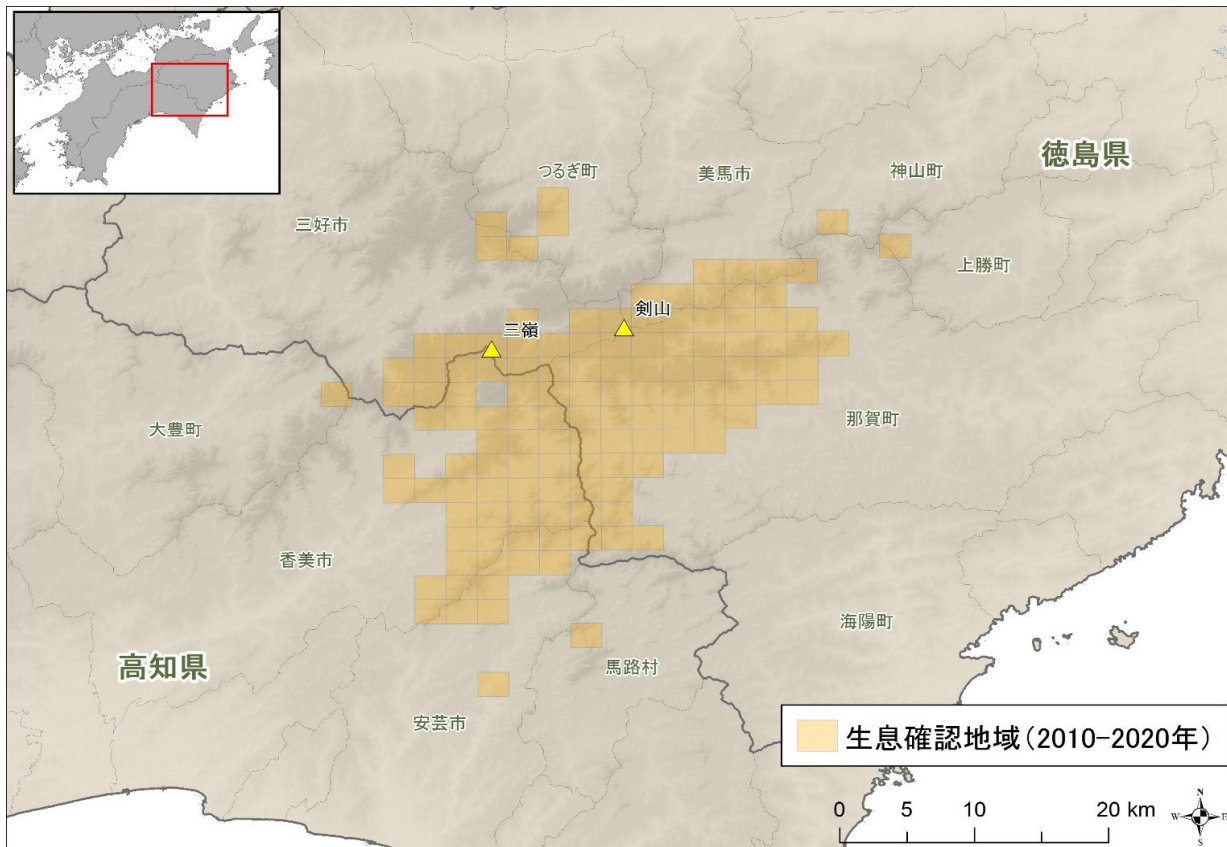 つるぎ町
美馬市
神山町
徳島県
三好市
上勝町
剣山
三嶺
大豊町
那賀町
香美市
海陽町
高知県
馬路村
安芸市
生息確認地域(2010-2020年)
0 5 10 20 km
N
W E
S